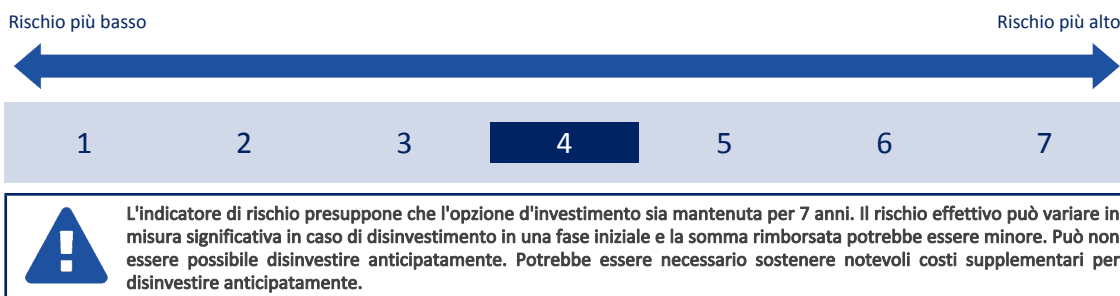 Rischio più basso Rischio più alto
1 2 3 4 5 6 7
L'indicatore di rischio presuppone che l'opzione d'investimento sia mantenuta per 7 anni. Il rischio effettivo può variare in
misura significativa in caso di disinvestimento in una fase iniziale e la somma rimborsata potrebbe essere minore. Può non
essere possibile disinvestire anticipatamente. Potrebbe essere necessario sostenere notevoli costi supplementari per
disinvestire anticipatamente.